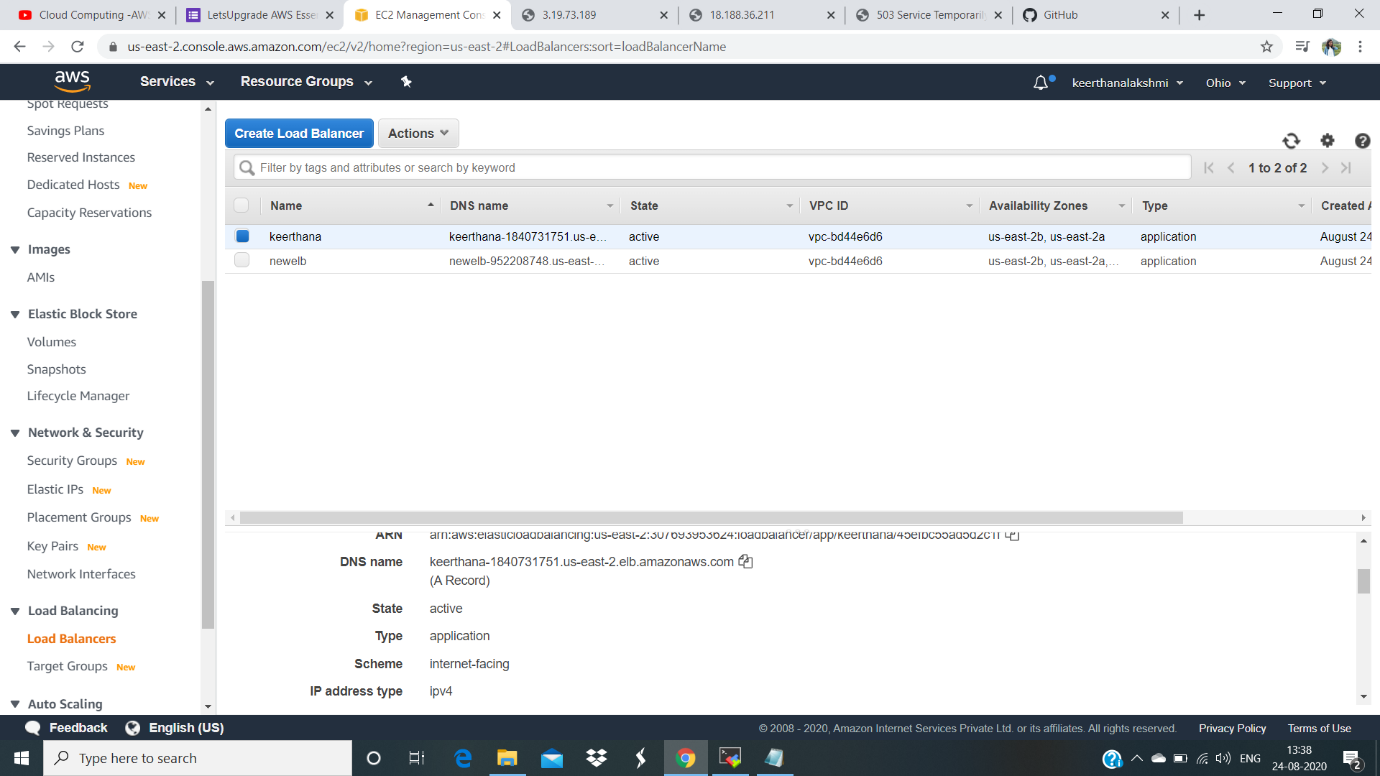 Cloud Computing -AW
LetsUpgrade AWS Esse
EC2 Management Con
3.19.73.189
18.188.36.211
503 Service Temporaril
GitHub
us-east-2.console.aws.amazon.com/ec2/v2/home?region=us-east-2#LoadBalancers:sort=loadBalancerName
aws Services Resource Groups keerthanalakshmi Ohio Support
Spot Requests
Savings Plans
Reserved Instances
Dedicated Hosts New
Capacity Reservations
Images
AMIs
Elastic Block Store
Volumes
Snapshots
Lifecycle Manager
Network & Security
Security Groups New
Elastic IPs New
Placement Groups New
Key Pairs New
Network Interfaces
Load Balancing
Load Balancers
Target Groups New
Auto Scaling
Create Load Balancer Actions
Filter by tags and attributes or search by keyword 1 to 2 of 2
Name DNS name State VPC ID Availability Zones Type Created A
keerthana keerthana-1840731751.us-e... active vpc-bd44e6d6 us-east-2b, us-east-2a application August 24
newelb newelb-952208748.us-east-... active vpc-bd44e6d6 us-east-2b, us-east-2a,... application August 24
ARN
DNS name keerthana-1840731751.us-east-2.elb.amazonaws.com
(A Record)
State active
Type application
Scheme internet-facing
IP address type ipv4
Feedback English (US) © 2008 - 2020, Amazon Internet Services Private Ltd. or its affiliates. All rights reserved. Privacy Policy Terms of Use
Type here to search
ENG
13:38
24-08-2020
2